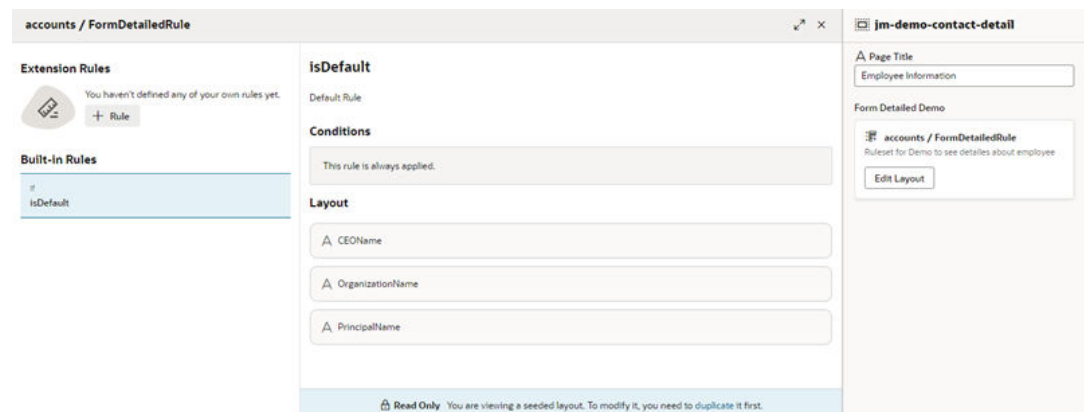 accounts / FormDetailedRule
Extension Rules
You haven't defined any of your own rules yet.
+ Rule
Built-in Rules
If
isDefault
isDefault
Default Rule
Conditions
This rule is always applied.
Layout
A CEOName
A OrganizationName
A PrincipalName
Read Only You are viewing a seeded layout. To modify it, you need to duplicate it first.
jm-demo-contact-detail
A Page Title
Employee Information
Form Detailed Demo
accounts / FormDetailedRule
Ruleset for Demo to see detailes about employee
Edit Layout